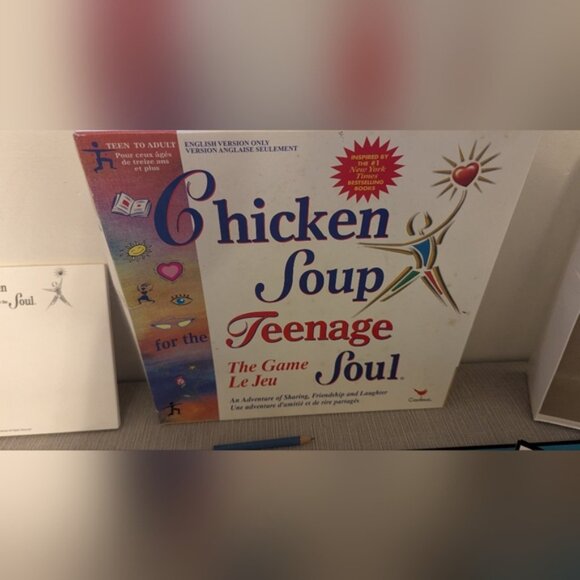 TEEN TO ADULT
Pour ceux âgés
de treize ans
et plus
ENGLISH VERSION ONLY
VERSION ANGLAISE SEULEMENT
INSPIRED BY
THE #1
New York
Times
BESTSELLING
BOOKS
Chicken
Soup
for the Teenage
Soul
The Game
Le Jeu
An Adventure of Sharing, Friendship and Laughter
Une adventure d'amitié et de rire partagés
Cardinal
en
Soul